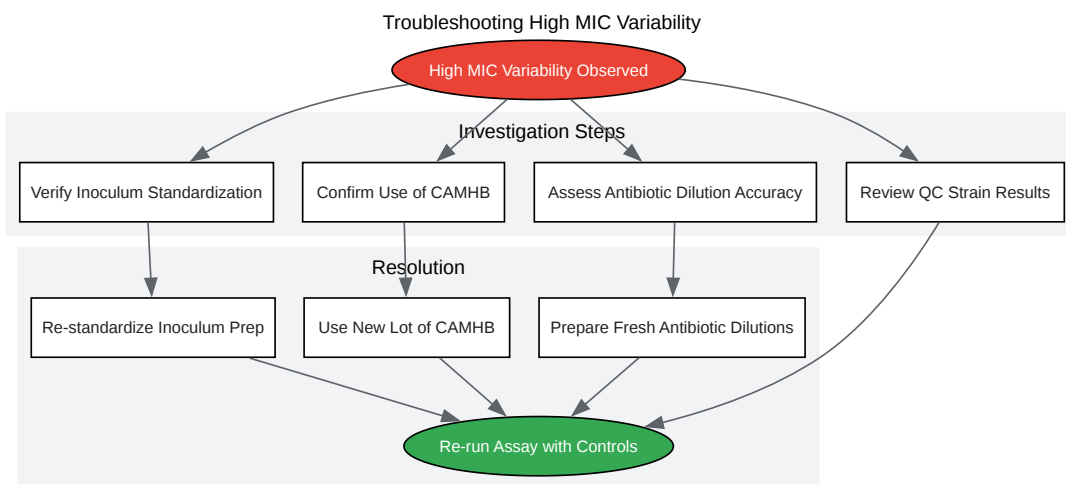 Troubleshooting High MIC Variability
High MIC Variability Observed
Investigation Steps
Verify Inoculum Standardization
Confirm Use of CAMHB
Assess Antibiotic Dilution Accuracy
Review QC Strain Results
Resolution
Re-standardize Inoculum Prep
Use New Lot of CAMHB
Prepare Fresh Antibiotic Dilutions
Re-run Assay with Controls